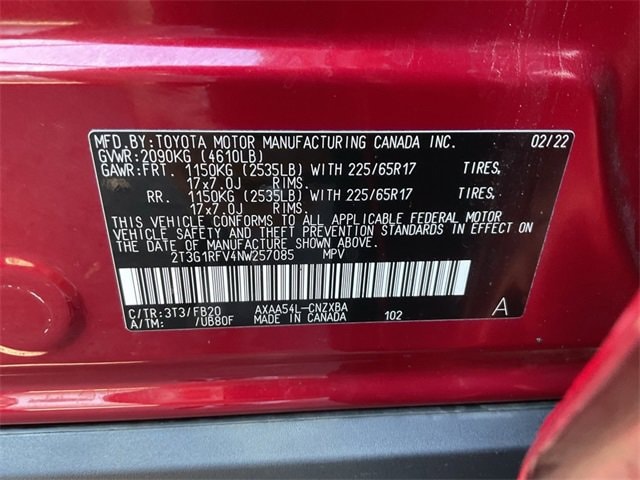 MFD.BY:TOYOTA MOTOR MANUFACTURING CANADA INC. 02/22
GVWR:2090KG (4610LB)
GAWR:FRT. 1150KG (2535LB) WITH 225/65R17 TIRES.
17x7.0J RIMS.
RR. 1150KG (2535LB) WITH 225/65R17 TIRES.
17x7.0J RIMS.
THIS VEHICLE CONFORMS TO ALL APPLICABLE FEDERAL MOTOR
VEHICLE SAFETY AND THEFT PREVENTION STANDARDS IN EFFECT ON
THE DATE OF MANUFACTURE SHOWN ABOVE.
2T3G1RFV4NW257085 MPV
C/TR:3T3/FB20 AXAA54L-CNZXBA
A/TM: /UB80F MADE IN CANADA 102 A